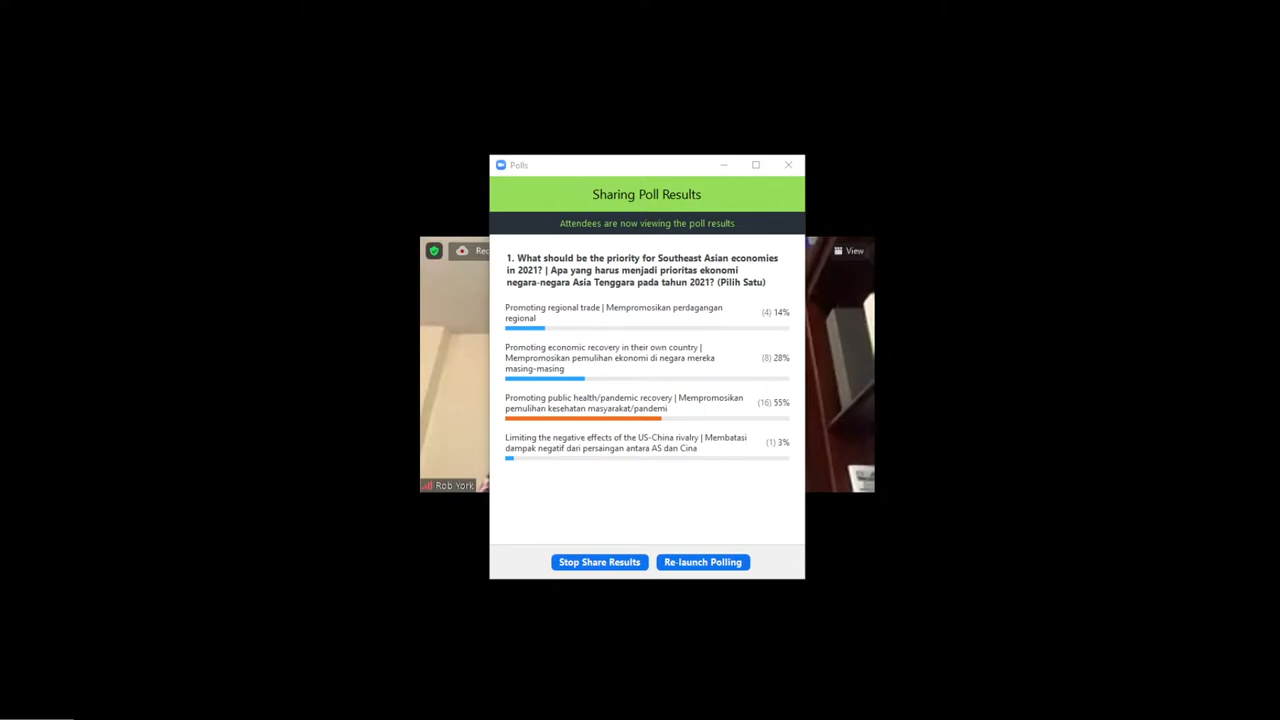 Polls
Sharing Poll Results
Attendees are now viewing the poll results
Rec
View
1. What should be the priority for Southeast Asian economies
in 2021? | Apa yang harus menjadi prioritas ekonomi
negara-negara Asia Tenggara pada tahun 2021? (Pilih Satu)
Promoting regional trade | Mempromosikan perdagangan
regional
(4) 14%
Promoting economic recovery in their own country |
Mempromosikan pemulihan ekonomi di negara mereka
masing-masing
(8) 28%
Promoting public health/pandemic recovery | Mempromosikan
pemulihan kesehatan masyarakat/pandemi
(16) 55%
Limiting the negative effects of the US-China rivalry | Membatasi
dampak negatif dari persaingan antara AS dan Cina
(1) 3%
Rob York
Stop Share Results
Re-launch Polling